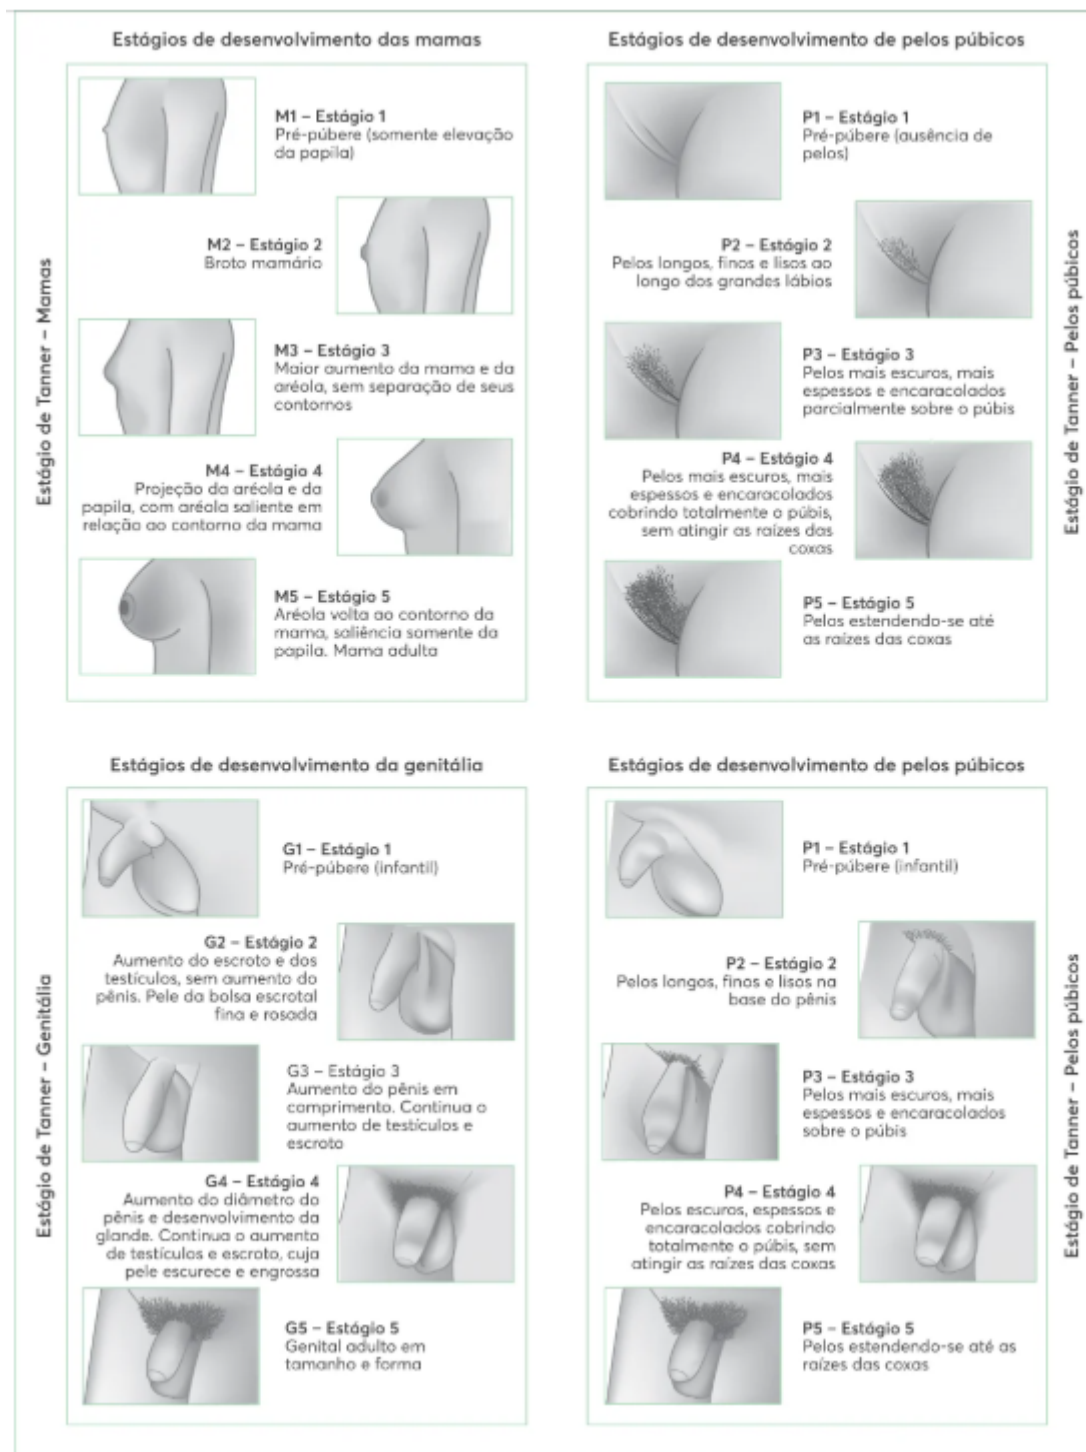 Estágios de desenvolvimento das mamas
Estágio de Tanner – Mamas
M1 – Estágio 1
Pré-púbere (somente elevação
da papila)
M2 – Estágio 2
Broto mamário
M3 – Estágio 3
Maior aumento da mama e da
aréola, sem separação de seus
contornos
M4 – Estágio 4
Projeção da aréola e da
papila, com aréola saliente em
relação ao contorno da mama
M5 – Estágio 5
Aréola volta ao contorno da
mama, saliência somente da
papila. Mama adulta
Estágios de desenvolvimento de pelos púbicos
P1 – Estágio 1
Pré-púbere (ausência de
pelos)
P2 – Estágio 2
Pelos longos, finos e lisos ao
longo dos grandes lábios
P3 – Estágio 3
Pelos mais escuros, mais
espessos e encaracolados
parcialmente sobre o púbis
P4 – Estágio 4
Pelos mais escuros, mais
espessos e encaracolados
cobrindo totalmente o púbis,
sem atingir as raízes das
coxas
P5 – Estágio 5
Pelos estendendo-se até
as raízes das coxas
Estágio de Tanner – Pelos púbicos
Estágios de desenvolvimento da genitália
Estágio de Tanner – Genitália
G1 – Estágio 1
Pré-púbere (infantil)
G2 – Estágio 2
Aumento do escroto e dos
testículos, sem aumento do
pênis. Pele da bolsa escrotal
fina e rosada
G3 – Estágio 3
Aumento do pênis em
comprimento. Continua o
aumento de testículos e
escroto
G4 – Estágio 4
Aumento do diâmetro do
pênis e desenvolvimento da
glande. Continua o aumento
de testículos e escroto, cuja
pele escurece e engrossa
G5 – Estágio 5
Genital adulto em
tamanho e forma
Estágios de desenvolvimento de pelos púbicos
P1 – Estágio 1
Pré-púbere (infantil)
P2 – Estágio 2
Pelos longos, finos e lisos na
base do pênis
P3 – Estágio 3
Pelos mais escuros, mais
espessos e encaracolados
sobre o púbis
P4 – Estágio 4
Pelos escuros, espessos e
encaracolados cobrindo
totalmente o púbis, sem
atingir as raízes das coxas
P5 – Estágio 5
Pelos estendendo-se até as
raízes das coxas
Estágio de Tanner – Pelos púbicos